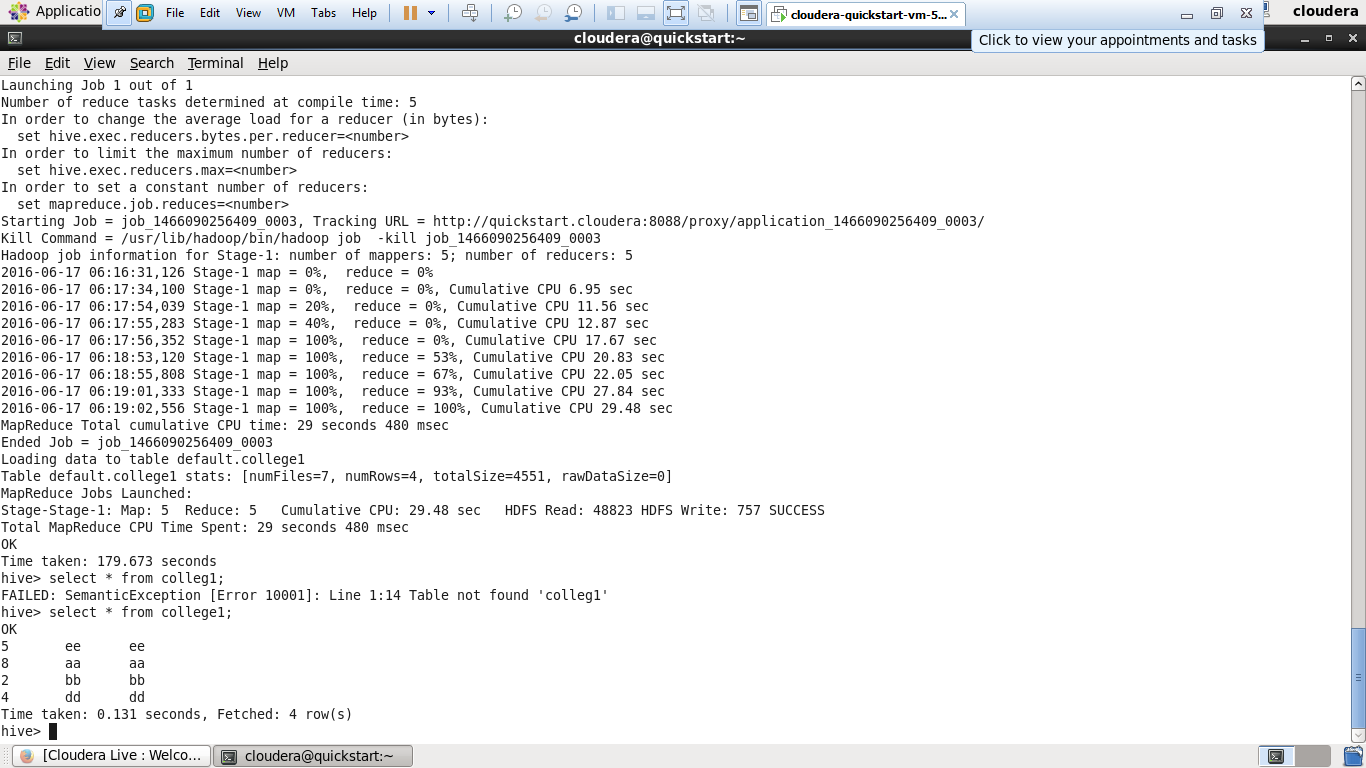 Applicatio
File Edit View VM Tabs Help
cloudera-quickstart-vm-5...
cloudera
cloudera@quickstart:~
Click to view your appointments and tasks
File Edit View Search Terminal Help
Launching Job 1 out of 1
Number of reduce tasks determined at compile time: 5
In order to change the average load for a reducer (in bytes):
  set hive.exec.reducers.bytes.per.reducer=<number>
In order to limit the maximum number of reducers:
  set hive.exec.reducers.max=<number>
In order to set a constant number of reducers:
  set mapreduce.job.reduces=<number>
Starting Job = job_1466090256409_0003, Tracking URL = http://quickstart.cloudera:8088/proxy/application_1466090256409_0003/
Kill Command = /usr/lib/hadoop/bin/hadoop job  -kill job_1466090256409_0003
Hadoop job information for Stage-1: number of mappers: 5; number of reducers: 5
2016-06-17 06:16:31,126 Stage-1 map = 0%,  reduce = 0%
2016-06-17 06:17:34,100 Stage-1 map = 0%,  reduce = 0%, Cumulative CPU 6.95 sec
2016-06-17 06:17:54,039 Stage-1 map = 20%,  reduce = 0%, Cumulative CPU 11.56 sec
2016-06-17 06:17:55,283 Stage-1 map = 40%,  reduce = 0%, Cumulative CPU 12.87 sec
2016-06-17 06:17:56,352 Stage-1 map = 100%,  reduce = 0%, Cumulative CPU 17.67 sec
2016-06-17 06:18:53,120 Stage-1 map = 100%,  reduce = 53%, Cumulative CPU 20.83 sec
2016-06-17 06:18:55,808 Stage-1 map = 100%,  reduce = 67%, Cumulative CPU 22.05 sec
2016-06-17 06:19:01,333 Stage-1 map = 100%,  reduce = 93%, Cumulative CPU 27.84 sec
2016-06-17 06:19:02,556 Stage-1 map = 100%,  reduce = 100%, Cumulative CPU 29.48 sec
MapReduce Total cumulative CPU time: 29 seconds 480 msec
Ended Job = job_1466090256409_0003
Loading data to table default.college1
Table default.college1 stats: [numFiles=7, numRows=4, totalSize=4551, rawDataSize=0]
MapReduce Jobs Launched:
Stage-Stage-1: Map: 5  Reduce: 5   Cumulative CPU: 29.48 sec   HDFS Read: 48823 HDFS Write: 757 SUCCESS
Total MapReduce CPU Time Spent: 29 seconds 480 msec
OK
Time taken: 179.673 seconds
hive> select * from colleg1;
FAILED: SemanticException [Error 10001]: Line 1:14 Table not found 'colleg1'
hive> select * from college1;
OK
5       ee      ee
8       aa      aa
2       bb      bb
4       dd      dd
Time taken: 0.131 seconds, Fetched: 4 row(s)
hive>
[Cloudera Live : Welco...
cloudera@quickstart:~